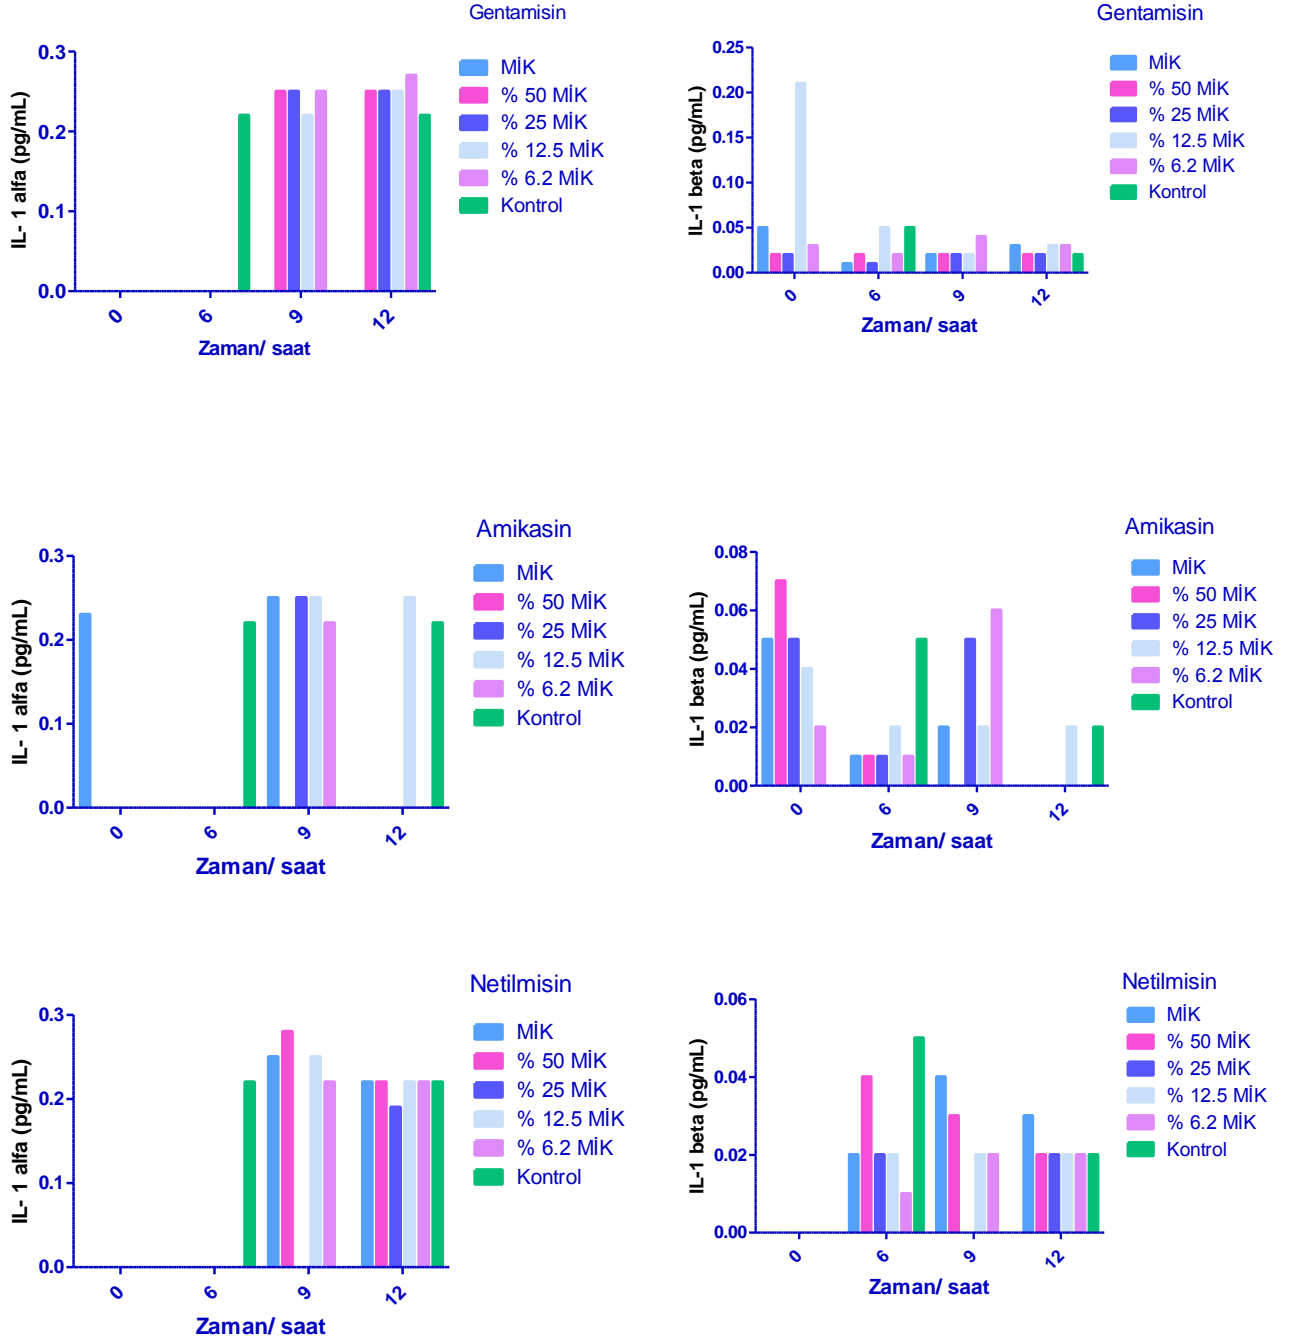 Gentamisin
IL- 1 alfa (pg/mL)
0.3
0.2
0.1
0.0
0
6
9
12
Zaman/ saat
MİK
% 50 MİK
% 25 MİK
% 12.5 MİK
% 6.2 MİK
Kontrol
Gentamisin
IL-1 beta (pg/mL)
0.25
0.20
0.15
0.10
0.05
0.00
0
6
9
12
Zaman/ saat
MİK
% 50 MİK
% 25 MİK
% 12.5 MİK
% 6.2 MİK
Kontrol
Amikasin
IL- 1 alfa (pg/mL)
0.3
0.2
0.1
0.0
0
6
9
12
Zaman/ saat
MİK
% 50 MİK
% 25 MİK
% 12.5 MİK
% 6.2 MİK
Kontrol
Amikasin
IL-1 beta (pg/mL)
0.08
0.06
0.04
0.02
0.00
0
6
9
12
Zaman/ saat
MİK
% 50 MİK
% 25 MİK
% 12.5 MİK
% 6.2 MİK
Kontrol
Netilmisin
IL- 1 alfa (pg/mL)
0.3
0.2
0.1
0.0
0
6
9
12
Zaman/ saat
MİK
% 50 MİK
% 25 MİK
% 12.5 MİK
% 6.2 MİK
Kontrol
Netilmisin
IL-1 beta (pg/mL)
0.06
0.04
0.02
0.00
0
6
9
12
Zaman/ saat
MİK
% 50 MİK
% 25 MİK
% 12.5 MİK
% 6.2 MİK
Kontrol